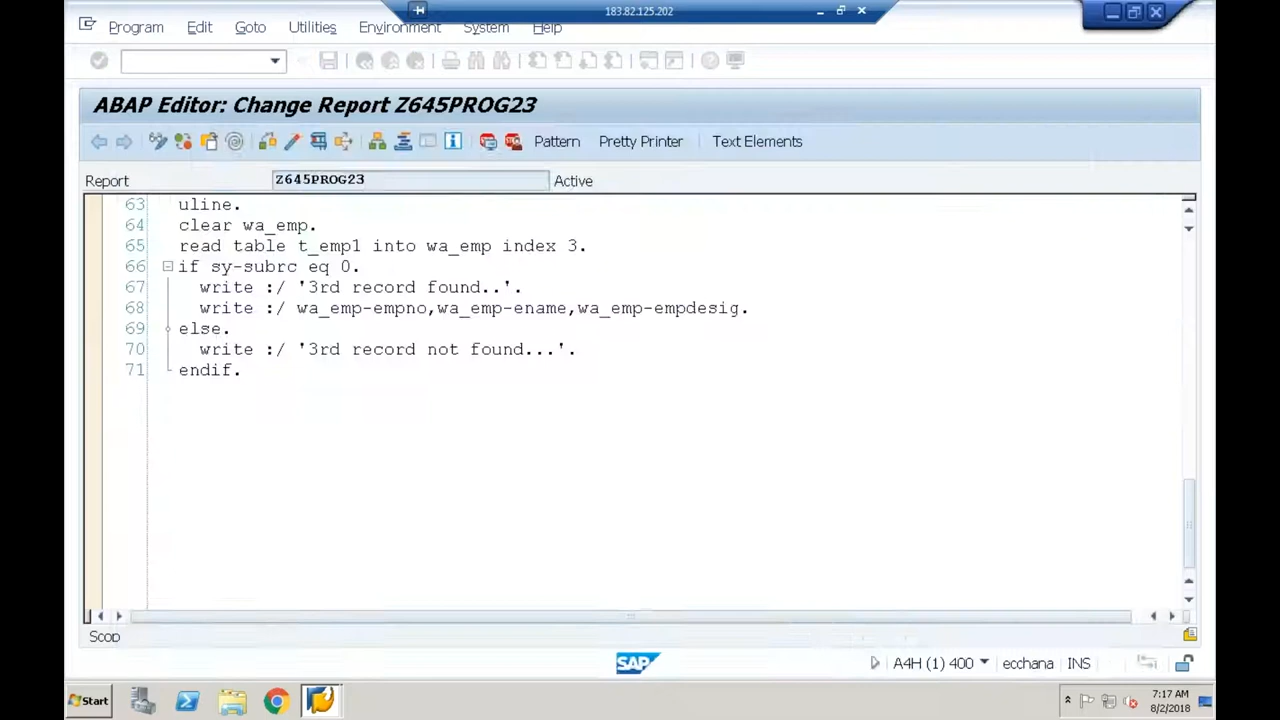 183.82.125.202
Program Edit Goto Utilities Environment System Help
ABAP Editor: Change Report Z645PROG23
Pattern Pretty Printer Text Elements
Report Z645PROG23 Active
63 uline.
64 clear wa_emp.
65 read table t_emp1 into wa_emp index 3.
66 if sy-subrc eq 0.
67 write :/ '3rd record found..'.
68 write :/ wa_emp-empno,wa_emp-ename,wa_emp-empdesig.
69 else.
70 write :/ '3rd record not found...'.
71 endif.
Scop
SAP A4H (1) 400 ecchana INS
Start 7:17 AM
8/2/2018